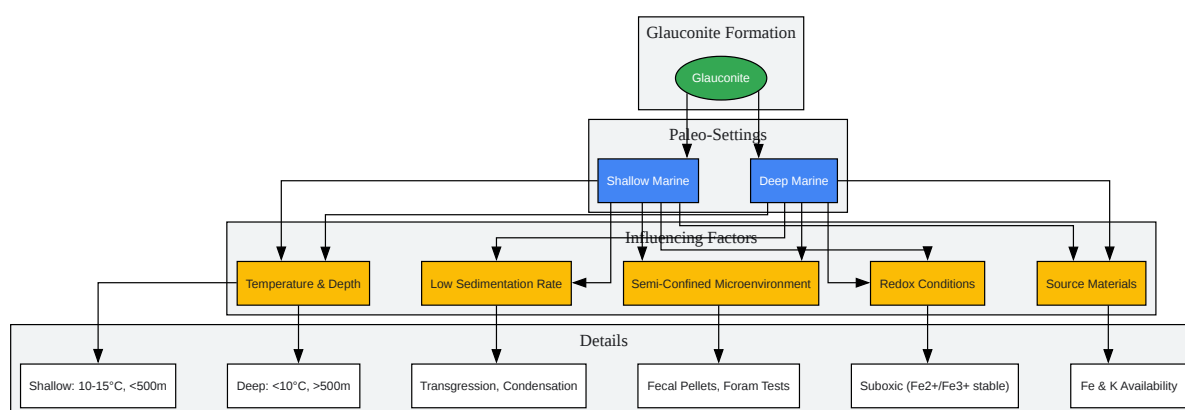 Glauconite Formation
Glauconite
Paleo-Settings
Shallow Marine
Deep Marine
Influencing Factors
Temperature & Depth
Low Sedimentation Rate
Semi-Confined Microenvironment
Redox Conditions
Source Materials
Details
Shallow: 10-15°C, <500m
Deep: <10°C, >500m
Transgression, Condensation
Fecal Pellets, Foram Tests
Suboxic (Fe2+/Fe3+ stable)
Fe & K Availability